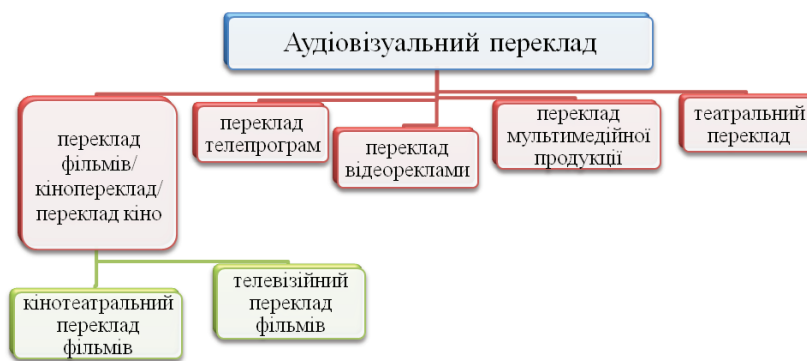 Аудіовізуальний переклад
переклад
фільмів/
кінопереклад/
переклад кіно
переклад
телепрограм
переклад
відеореклами
переклад
мультимедійної
продукції
театральний
переклад
кінотеатральний
переклад
фільмів
телевізійний
переклад
фільмів